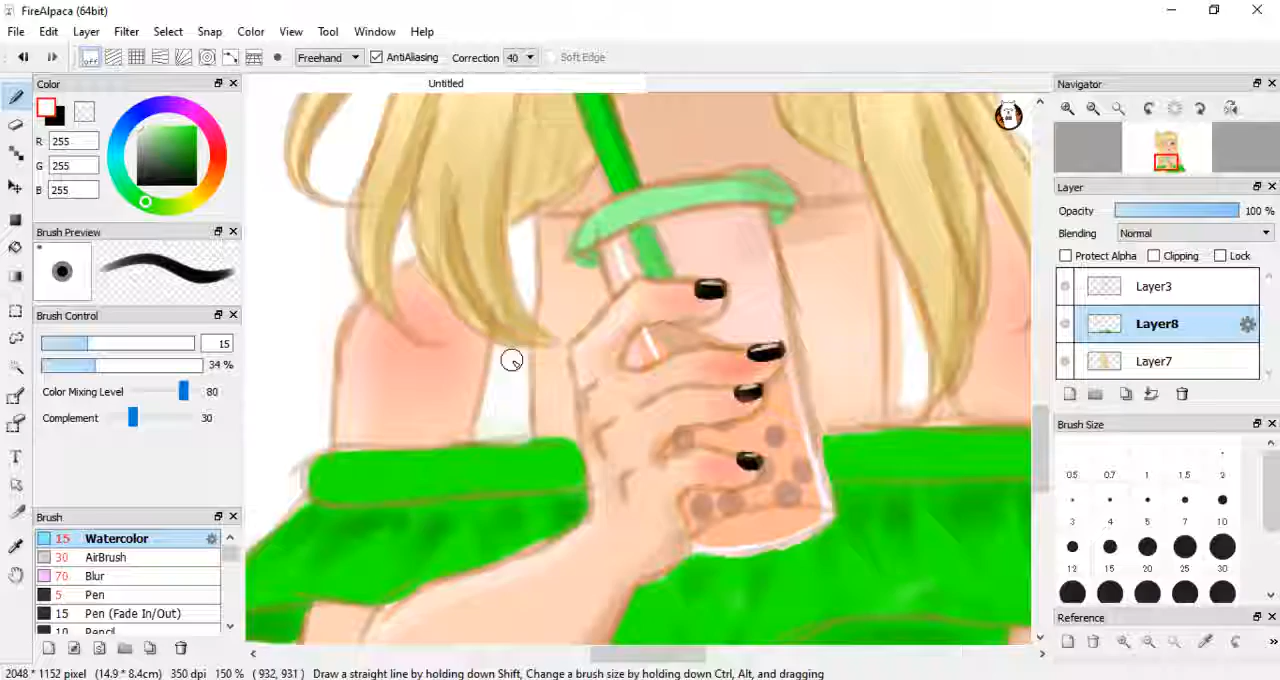 FireAlpaca (64bit)
File Edit Layer Filter Select Snap Color View Tool Window Help
off Freehand AntiAliasing Correction 40 Soft Edge
Color
Untitled
Navigator
R 255
G 255
B 255
Layer
Opacity 100 %
Brush Preview
Blending Normal
Protect Alpha Clipping Lock
Layer3
Brush Control
Layer8
15
34 %
Layer7
Color Mixing Level 80
Complement 30
Brush Size
0.5 0.7 1 1.5 2
3 4 5 7 10
Brush
15 Watercolor
30 AirBrush
12 15 20 25 30
70 Blur
5 Pen
15 Pen (Fade In/Out)
Reference
10 Pencil
2048 * 1152 pixel (14.9 * 8.4cm) 350 dpi 150 % ( 932, 931 ) Draw a straight line by holding down Shift, Change a brush size by holding down Ctrl, Alt, and dragging